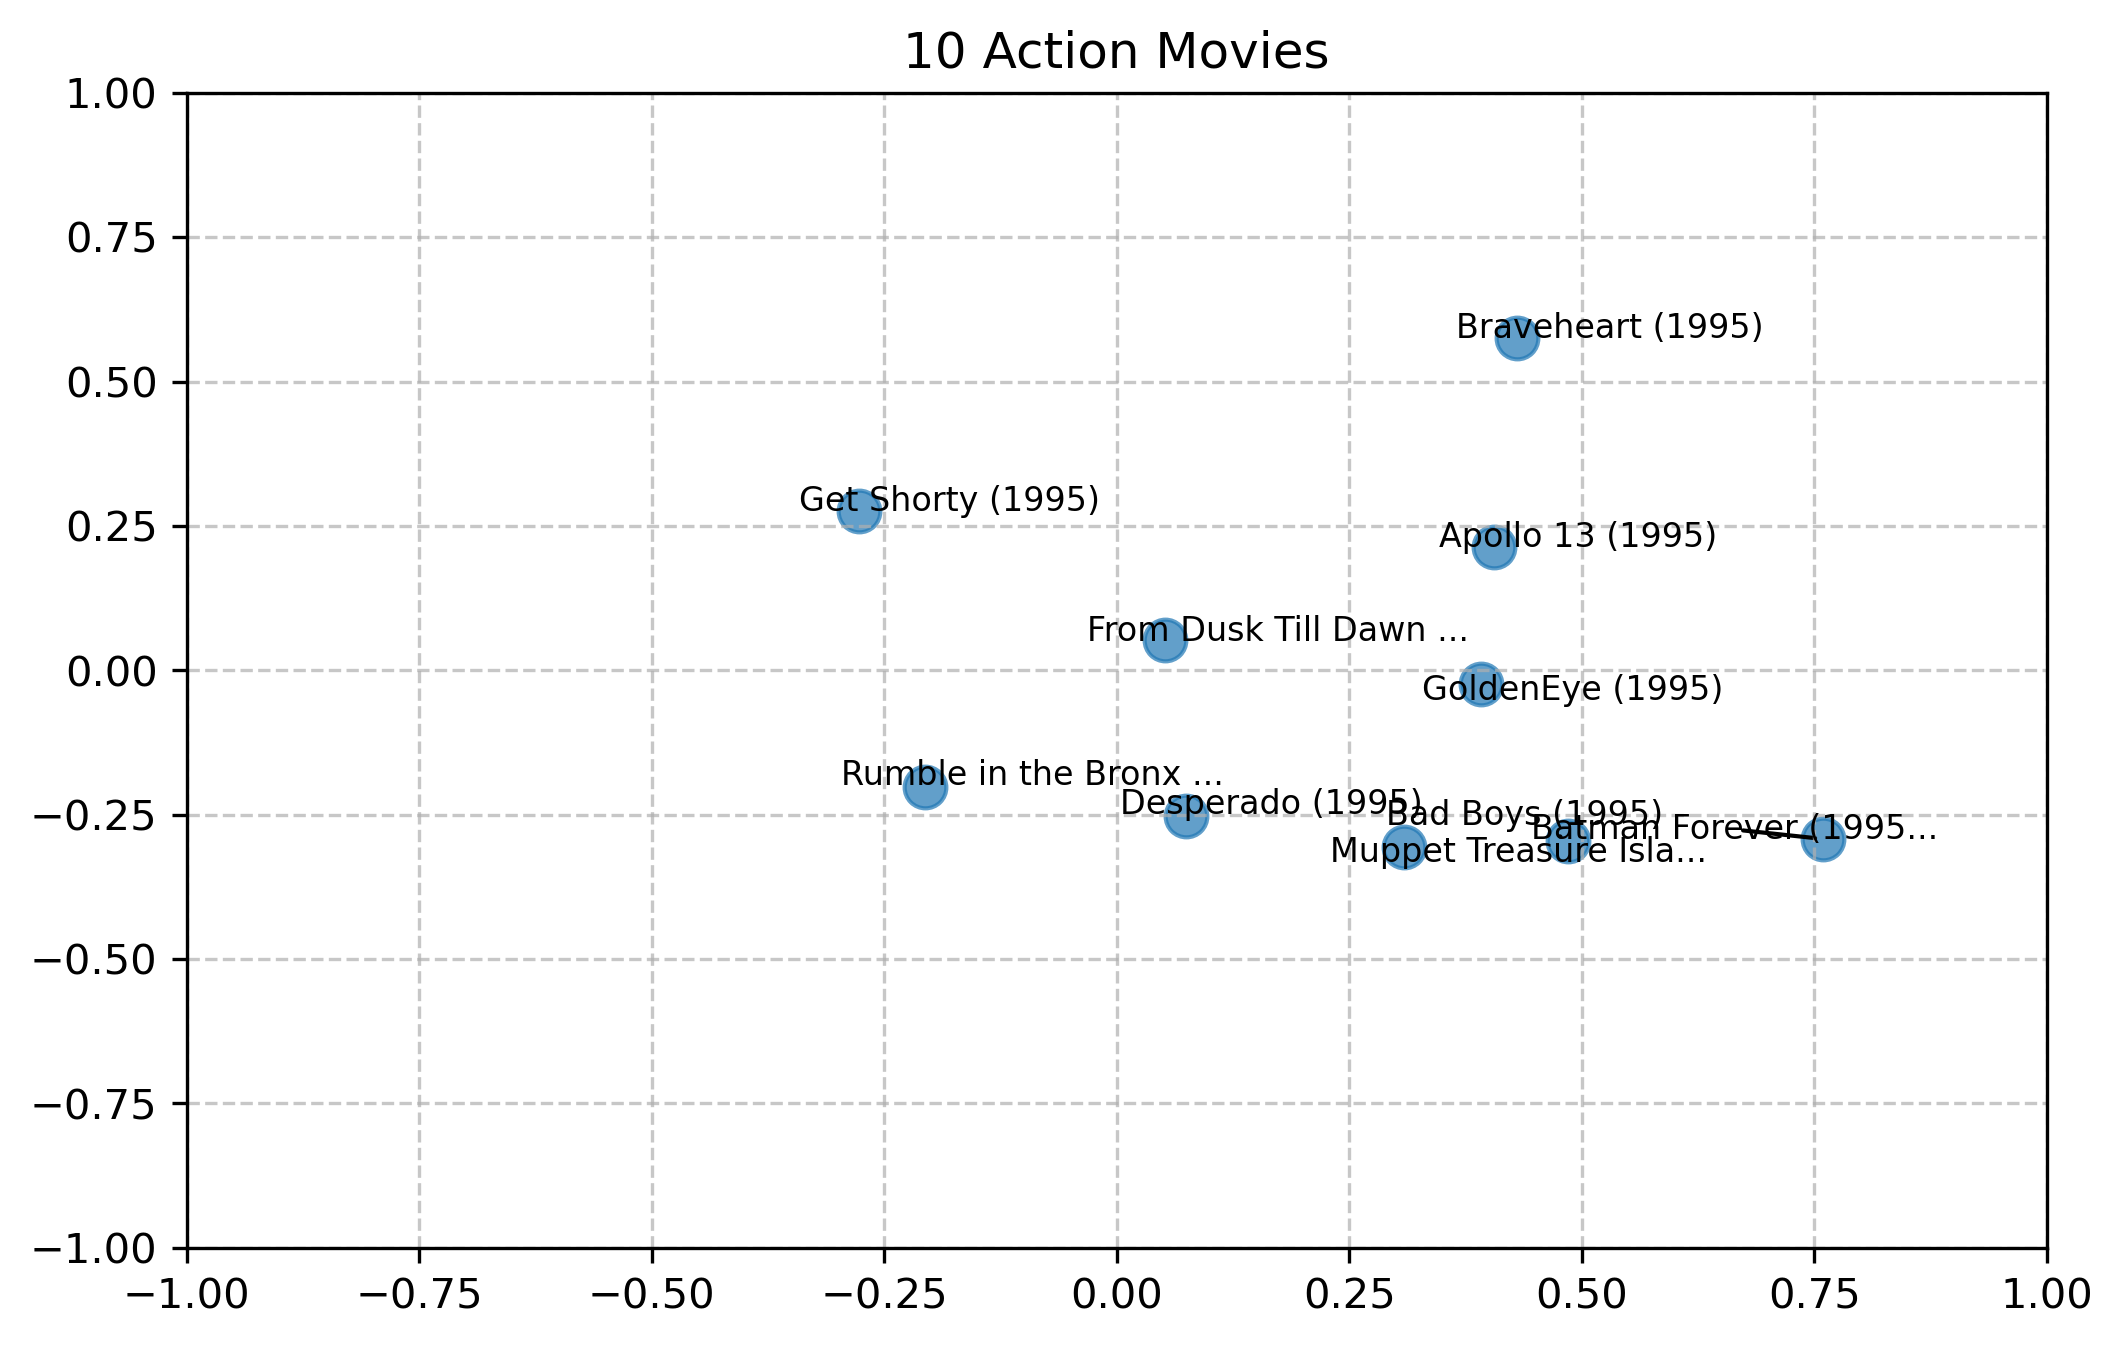 10 Action Movies
1.00
0.75
0.50
0.25
0.00
−0.25
−0.50
−0.75
−1.00
Braveheart (1995)
Get Shorty (1995)
Apollo 13 (1995)
From Dusk Till Dawn ...
GoldenEye (1995)
Rumble in the Bronx ...
Desperado (1995)
Bad Boys (1995)
Batman Forever (1995...
Muppet Treasure Isla...
−1.00 −0.75 −0.50 −0.25 0.00 0.25 0.50 0.75 1.00